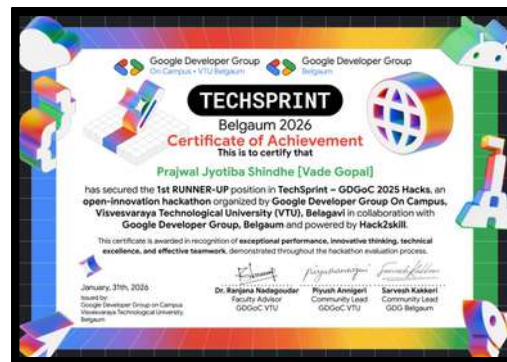 Google Developer Group
On Campus • VTU Belgaum
Google Developer Group
Belgaum
TECHSPRINT
Belgaum 2026
Certificate of Achievement
This is to certify that
Prajwal Jyotiba Shindhe [Vade Gopal]
has secured the 1st RUNNER-UP position in TechSprint – GDGoC 2025 Hacks, an
open-innovation hackathon organized by Google Developer Group On Campus,
Visvesvaraya Technological University (VTU), Belagavi in collaboration with
Google Developer Group, Belgaum and powered by Hack2skill.
This certificate is awarded in recognition of exceptional performance, innovative thinking, technical
excellence, and effective teamwork, demonstrated throughout the hackathon evaluation process.
January, 31th, 2026
Issued by:
Google Developer Group on Campus
Visvesvaraya Technological University,
Belgaum
Dr. Ranjana Nadagoudar
Faculty Advisor
GDGoC VTU
Piyush Annigeri
Community Lead
GDGoC VTU
Sarvesh Kakkeri
Community Lead
GDG Belgaum